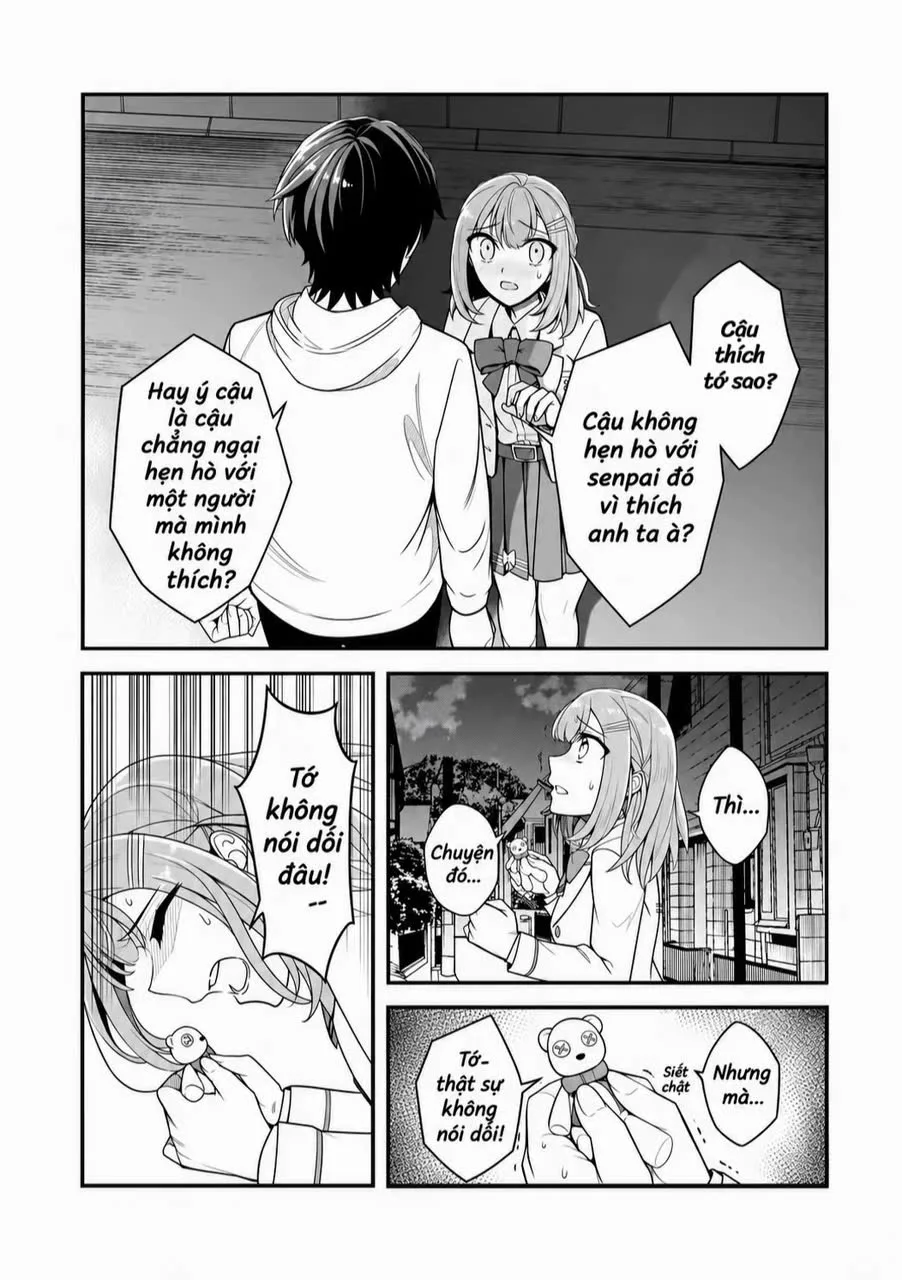 Cậu
thích
tớ sao?
Cậu không
hẹn hò với
senpai đó
vì thích
anh ta à?
Hay ý cậu
là cậu
chẳng ngại
hẹn hò với
một người
mà mình
không
thích?
Thì...
Chuyện
đó...
Nhưng
mà...
Siết
chặt
Tớ-
thật sự
không
nói dối!
Tớ
không
nói dối
đâu!
--